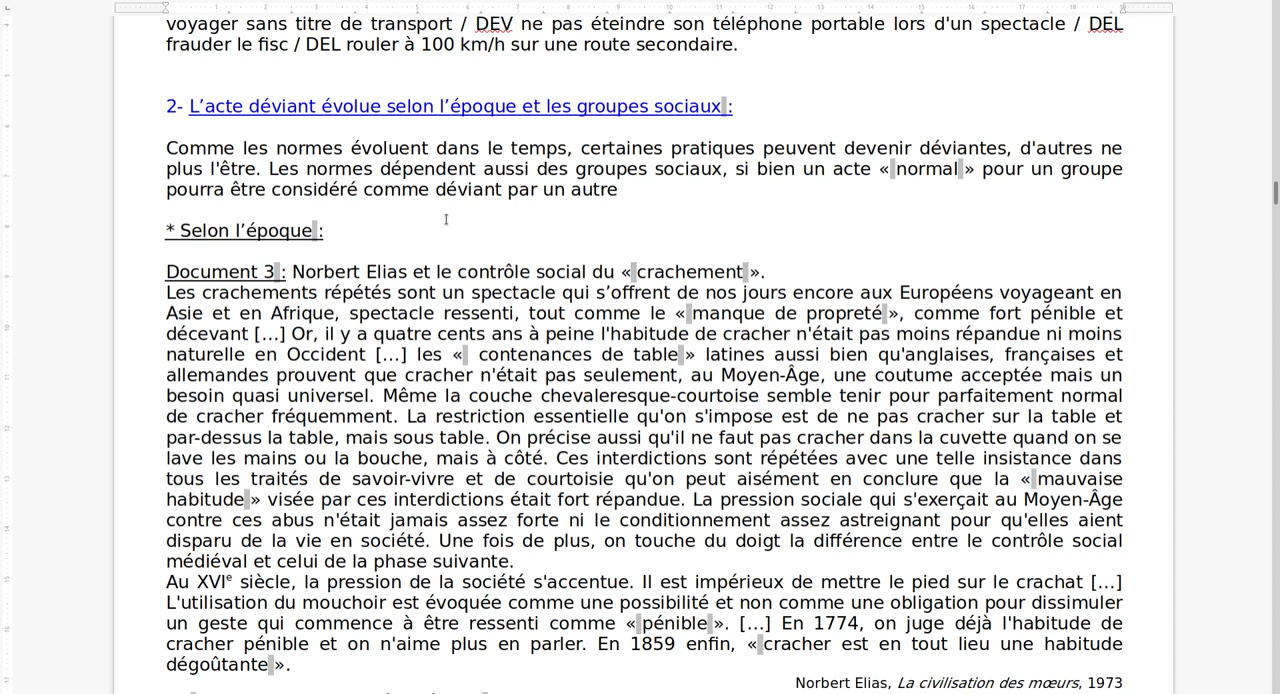 voyager sans titre de transport / DEV ne pas éteindre son téléphone portable lors d'un spectacle / DEL
frauder le fisc / DEL rouler à 100 km/h sur une route secondaire.
2- L’acte déviant évolue selon l’époque et les groupes sociaux :
Comme les normes évoluent dans le temps, certaines pratiques peuvent devenir déviantes, d'autres ne
plus l'être. Les normes dépendent aussi des groupes sociaux, si bien un acte « normal » pour un groupe
pourra être considéré comme déviant par un autre
* Selon l’époque :
Document 3 : Norbert Elias et le contrôle social du « crachement ».
Les crachements répétés sont un spectacle qui s’offrent de nos jours encore aux Européens voyageant en
Asie et en Afrique, spectacle ressenti, tout comme le « manque de propreté », comme fort pénible et
décevant […] Or, il y a quatre cents ans à peine l'habitude de cracher n'était pas moins répandue ni moins
naturelle en Occident […] les «  contenances de table » latines aussi bien qu'anglaises, françaises et
allemandes prouvent que cracher n'était pas seulement, au Moyen-Âge, une coutume acceptée mais un
besoin quasi universel. Même la couche chevaleresque-courtoise semble tenir pour parfaitement normal
de cracher fréquemment. La restriction essentielle qu'on s'impose est de ne pas cracher sur la table et
par-dessus la table, mais sous table. On précise aussi qu'il ne faut pas cracher dans la cuvette quand on se
lave les mains ou la bouche, mais à côté. Ces interdictions sont répétées avec une telle insistance dans
tous les traités de savoir-vivre et de courtoisie qu'on peut aisément en conclure que la « mauvaise
habitude » visée par ces interdictions était fort répandue. La pression sociale qui s'exerçait au Moyen-Âge
contre ces abus n'était jamais assez forte ni le conditionnement assez astreignant pour qu'elles aient
disparu de la vie en société. Une fois de plus, on touche du doigt la différence entre le contrôle social
médiéval et celui de la phase suivante.
Au XVIe siècle, la pression de la société s'accentue. Il est impérieux de mettre le pied sur le crachat […]
L'utilisation du mouchoir est évoquée comme une possibilité et non comme une obligation pour dissimuler
un geste qui commence à être ressenti comme « pénible ». […] En 1774, on juge déjà l'habitude de
cracher pénible et on n'aime plus en parler. En 1859 enfin, « cracher est en tout lieu une habitude
dégoûtante ».
Norbert Elias, La civilisation des mœurs, 1973